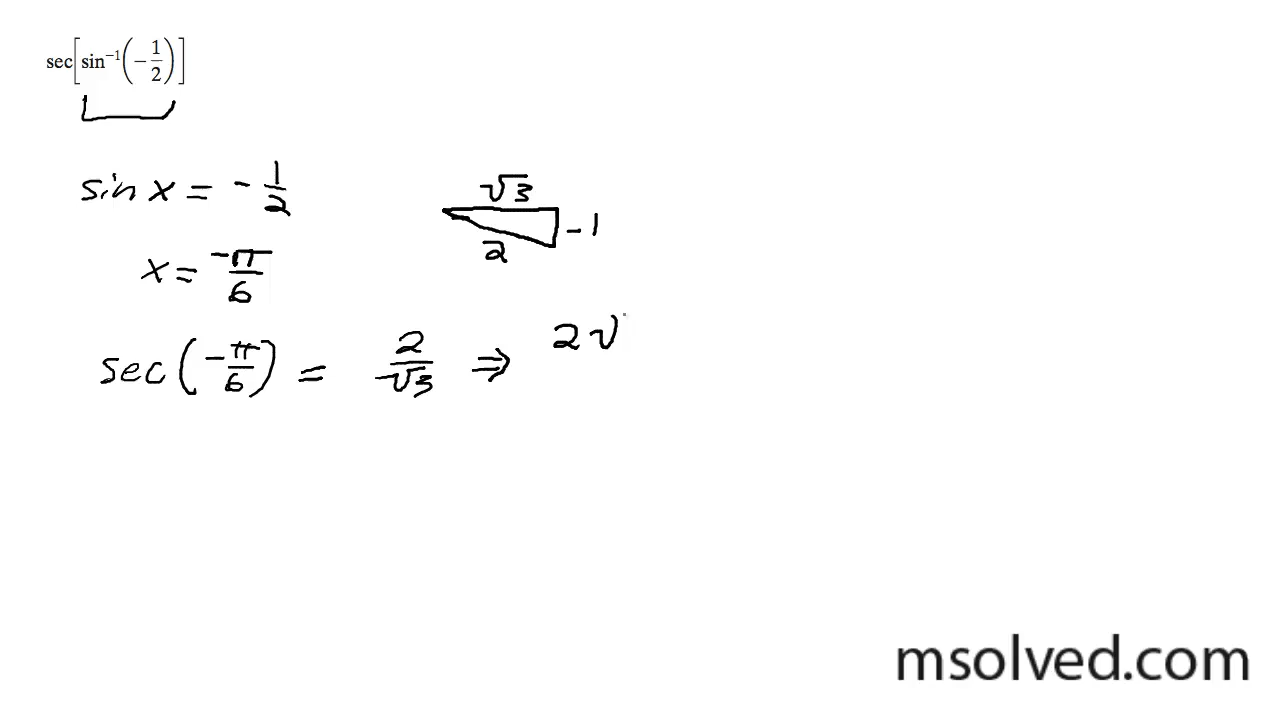 sec[sin⁻¹(-1/2)]
sin x = - 1/2
√3
-1
2
x = -π/6
sec(-π/6) = 2/√3 ⇒ 2√
msolved.com